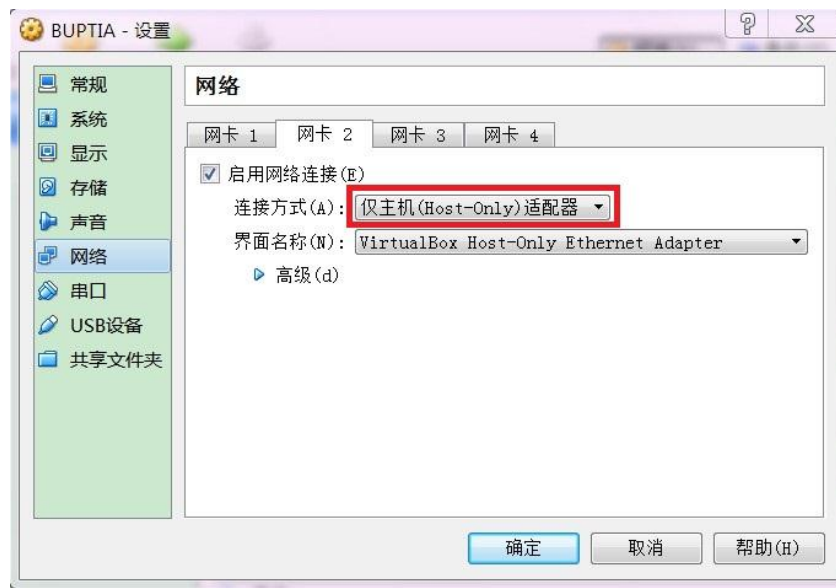 BUPTIA - 设置
常规
系统
显示
存储
声音
网络
串口
USB设备
共享文件夹
网络
网卡 1 网卡 2 网卡 3 网卡 4
启用网络连接(E)
连接方式(A): 仅主机(Host-Only)适配器
界面名称(N): VirtualBox Host-Only Ethernet Adapter
高级(d)
确定 取消 帮助(H)